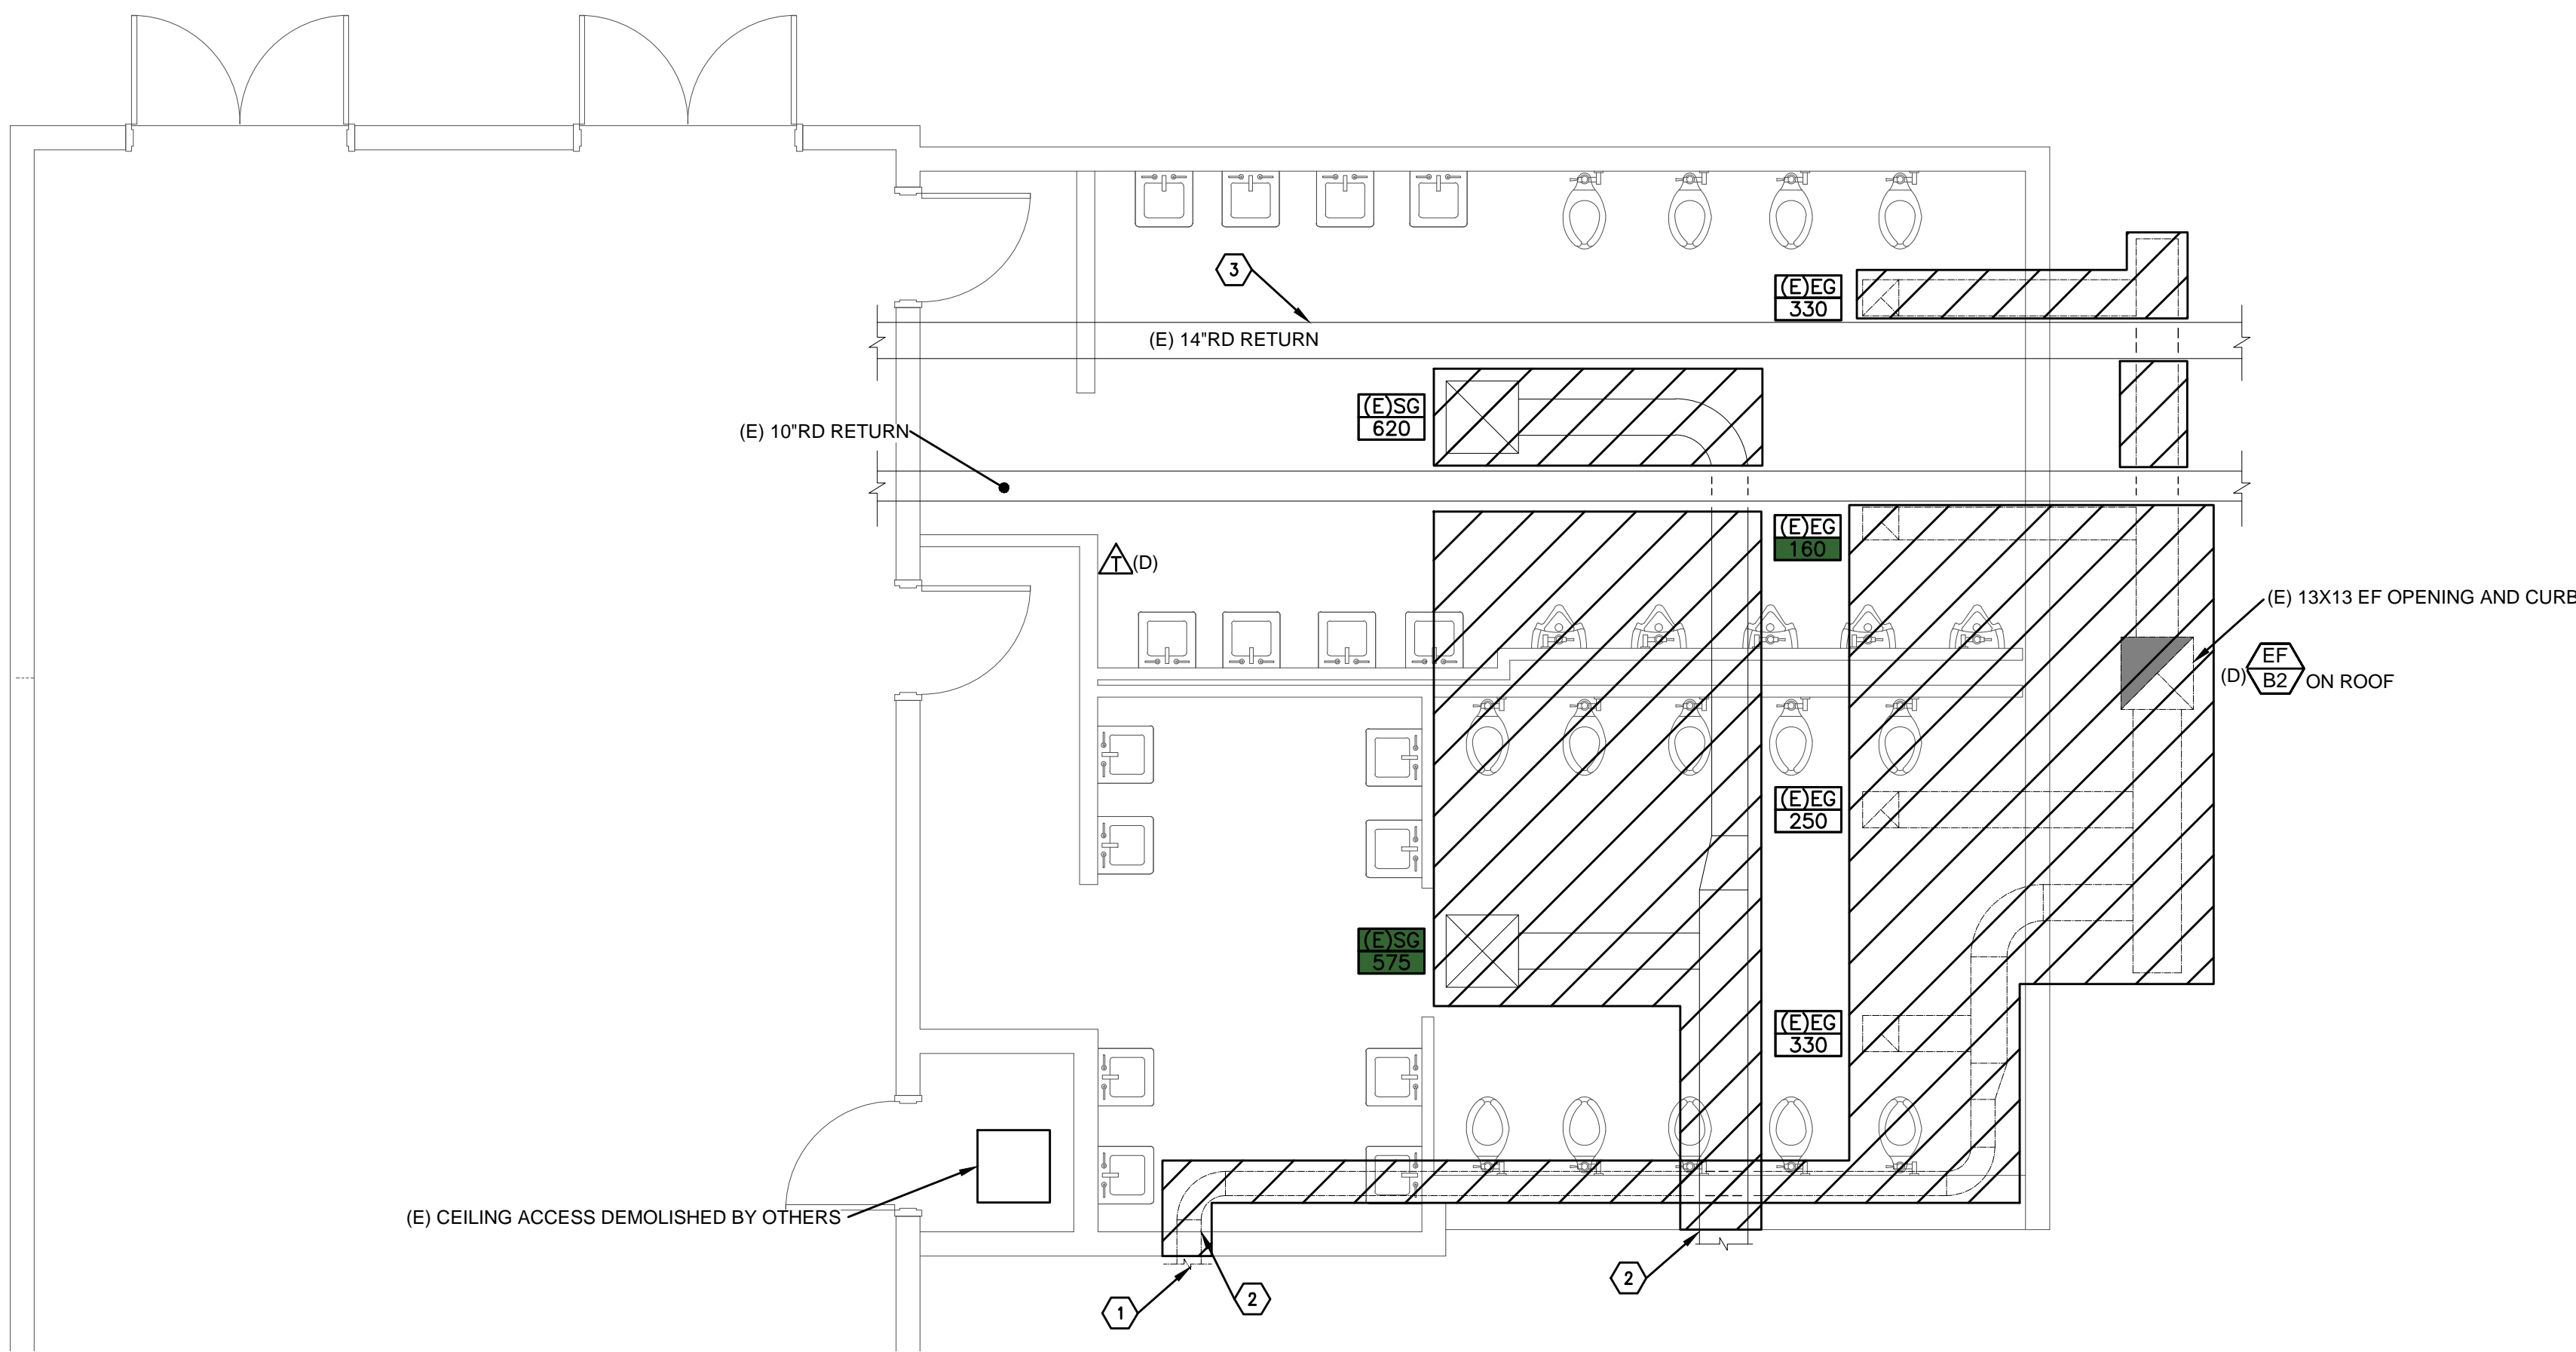 3
(E)EG
330
(E) 14"RD RETURN
(E)SG
620
(E) 10"RD RETURN
(E)EG
160
T
(D)
(E) 13X13 EF OPENING AND CURB
EF
(D)
B2
ON ROOF
(E)EG
250
(E)SG
575
(E)EG
330
(E) CEILING ACCESS DEMOLISHED BY OTHERS
1
2
2